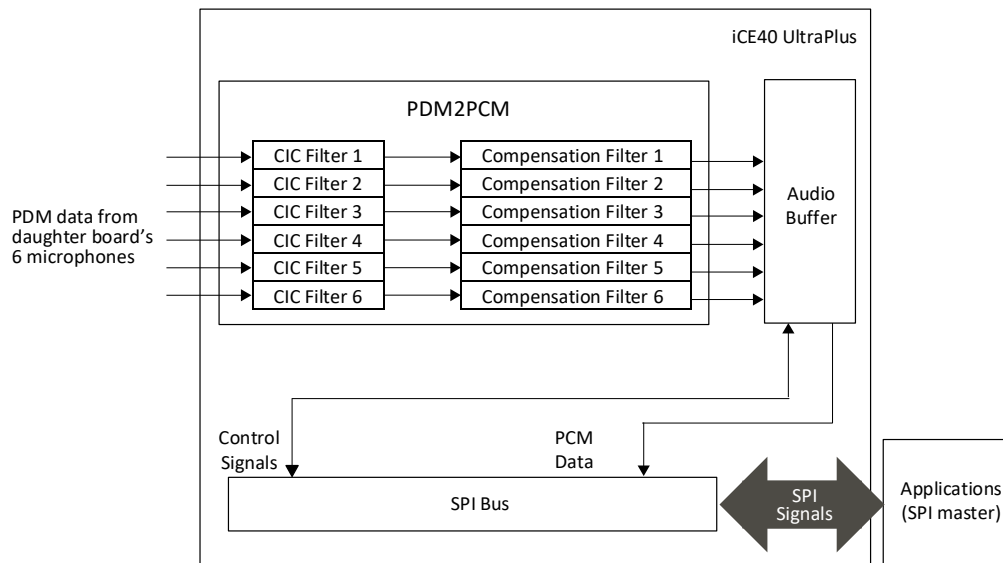 iCE40 UltraPlus
PDM2PCM
CIC Filter 1
Compensation Filter 1
CIC Filter 2
Compensation Filter 2
CIC Filter 3
Compensation Filter 3
CIC Filter 4
Compensation Filter 4
CIC Filter 5
Compensation Filter 5
CIC Filter 6
Compensation Filter 6
Audio
Buffer
PDM data from
daughter board's
6 microphones
Control
Signals
PCM
Data
SPI Bus
SPI
Signals
Applications
(SPI master)